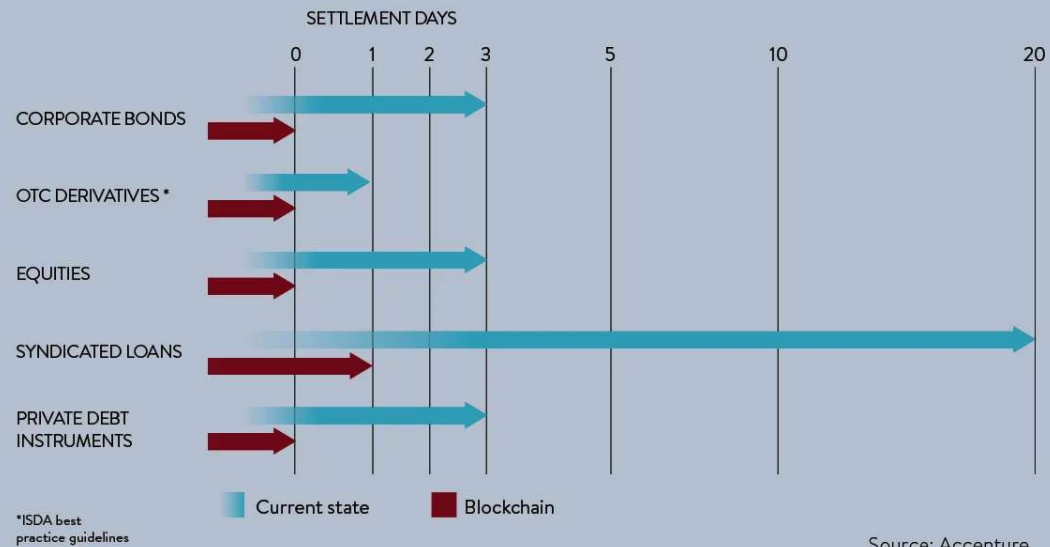 SETTLEMENT DAYS
0 1 2 3 5 10 20
CORPORATE BONDS
OTC DERIVATIVES *
EQUITIES
SYNDICATED LOANS
PRIVATE DEBT
INSTRUMENTS
Current state Blockchain
*ISDA best
practice guidelines
Source: Accenture